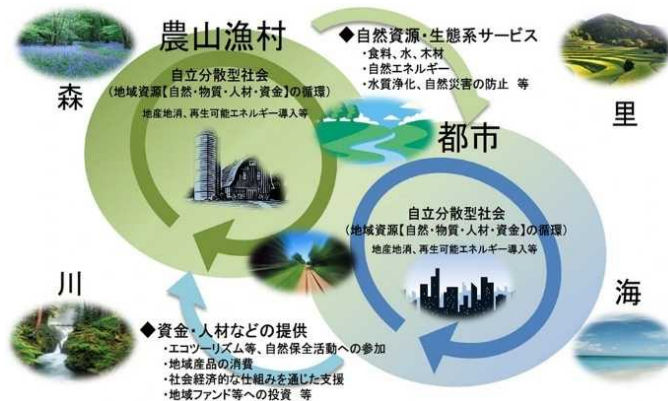 農山漁村
森
自立分散型社会
(地域資源【自然・物質・人材・資金】の循環)
地産地消、再生可能エネルギー導入等
◆自然資源・生態系サービス
・食料、水、木材
・自然エネルギー
・水質浄化、自然災害の防止 等
里
都市
自立分散型社会
(地域資源【自然・物質・人材・資金】の循環)
地産地消、再生可能エネルギー導入等
川
海
◆資金・人材などの提供
・エコツーリズム等、自然保全活動への参加
・地域産品の消費
・社会経済的な仕組みを通じた支援
・地域ファンド等への投資 等